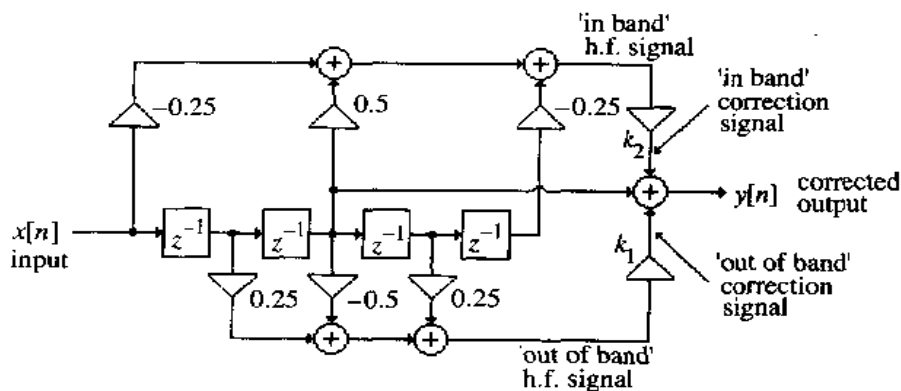 'in band'
h.f. signal
'in band'
correction
signal
+
+
−0.25
0.5
−0.25
k₂
+
y[n]
corrected
output
x[n]
input
z⁻¹
z⁻¹
z⁻¹
z⁻¹
k₁
'out of band'
correction
signal
0.25
−0.5
0.25
+
+
'out of band'
h.f. signal